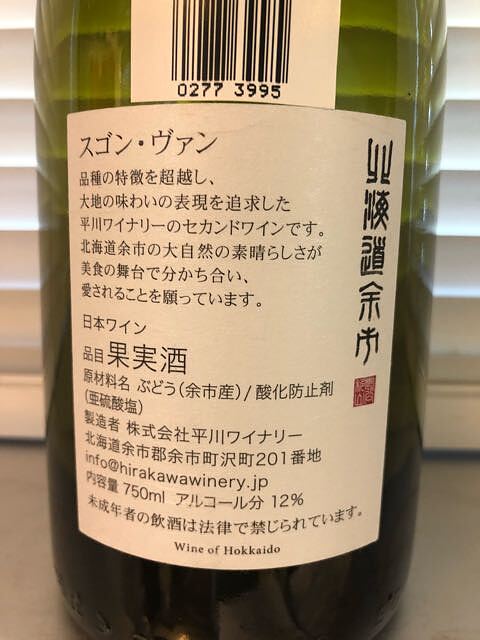 0277 3995
スゴン・ヴァン
品種の特徴を超越し、
大地の味わいの表現を追求した
平川ワイナリーのセカンドワインです。
北海道余市の大自然の素晴らしさが
美食の舞台で分かち合い、
愛されることを願っています。
日本ワイン
品目 果実酒
原材料名 ぶどう(余市産)/酸化防止剤
(亜硫酸塩)
製造者 株式会社平川ワイナリー
北海道余市郡余市町沢町201番地
info@hirakawawinery.jp
内容量 750ml アルコール分 12%
未成年者の飲酒は法律で禁じられています。
Wine of Hokkaido
北海道余市